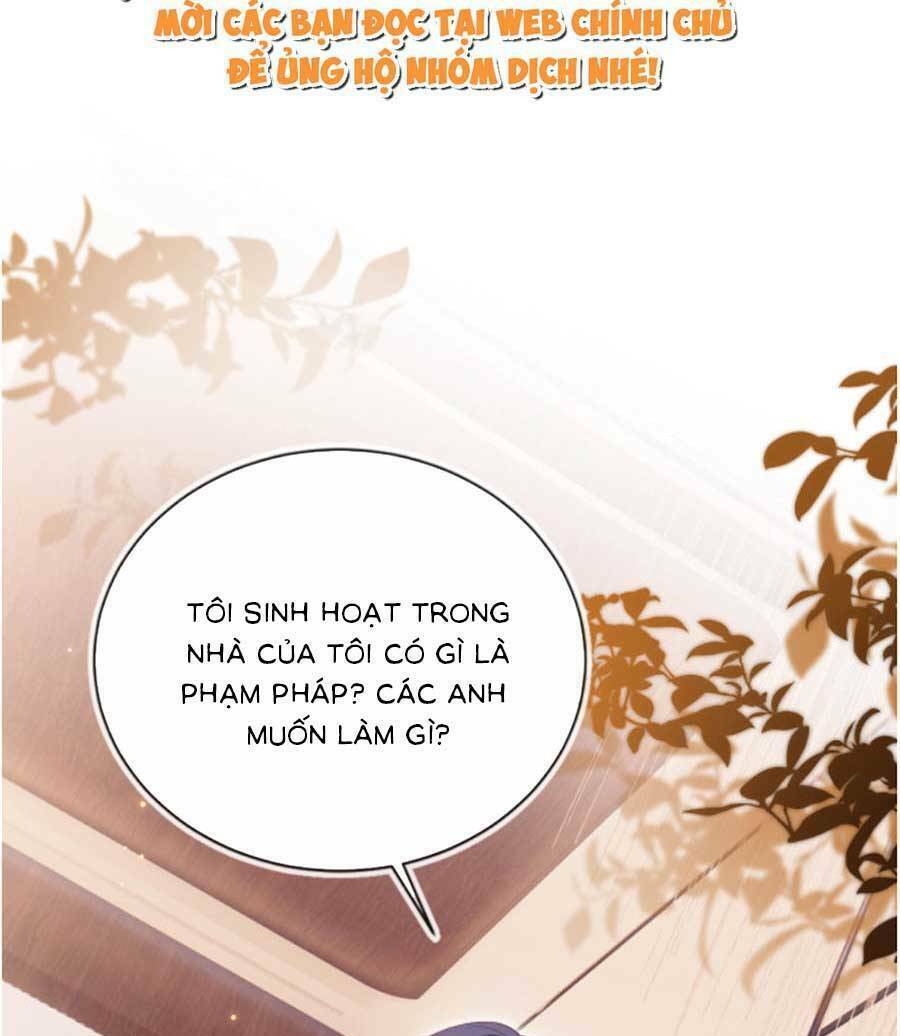 MỜI CÁC BẠN ĐỌC TẠI WEB CHÍNH CHỦ
ĐỂ ỦNG HỘ NHÓM DỊCH NHÉ!
TÔI SINH HOẠT TRONG
NHÀ CỦA TÔI CÓ GÌ LÀ
PHẠM PHÁP? CÁC ANH
MUỐN LÀM GÌ?